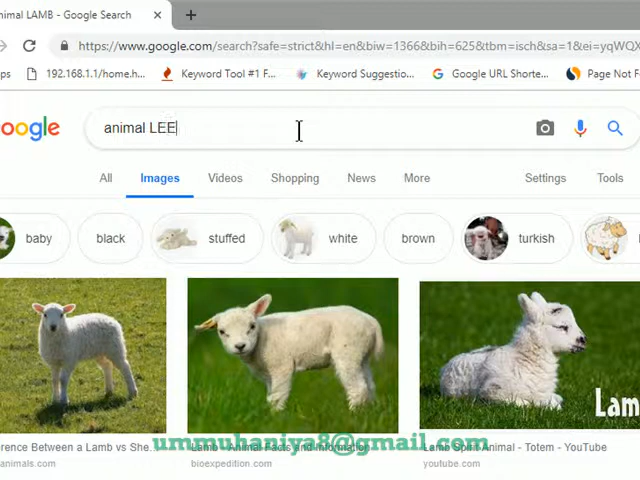 nimal LAMB - Google Search
https://www.google.com/search?safe=strict&hl=en&biw=1366&bih=625&tbm=isch&sa=1&ei=yqWQX
ps 192.168.1.1/home.h... Keyword Tool #1 F... Keyword Suggestio... Google URL Shorte... Page Not F
oogle animal LEE
All Images Videos Shopping News More Settings Tools
baby black stuffed white brown turkish
Lam
erence Between a Lamb vs She... Lamb - Animal Facts and Information Lamb Spirit Animal - Totem - YouTube
ummuhaniya8@gmail.com
animals.com bioexpedition.com youtube.com